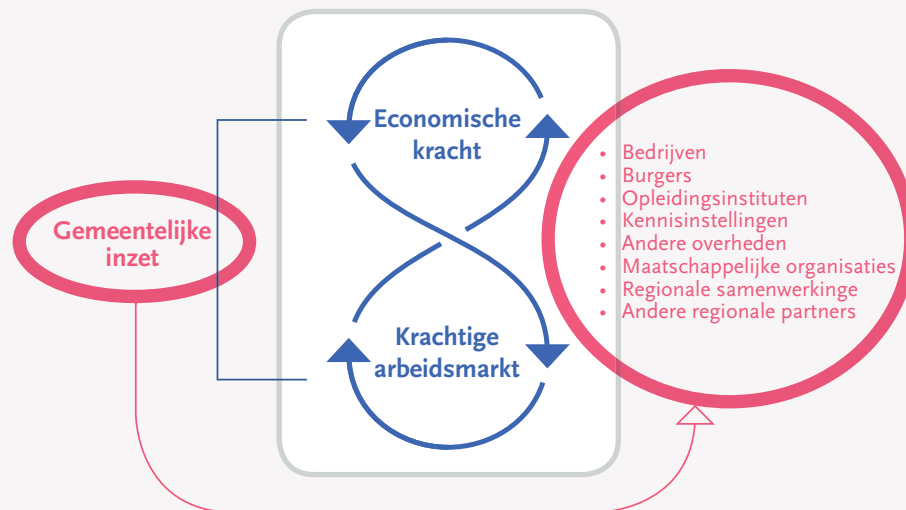 Economische
kracht
Gemeentelijke
inzet
Krachtige
arbeidsmarkt
• Bedrijven
• Burgers
• Opleidingsinstituten
• Kennisinstellingen
• Andere overheden
• Maatschappelijke organisaties
• Regionale samenwerkinge
• Andere regionale partners